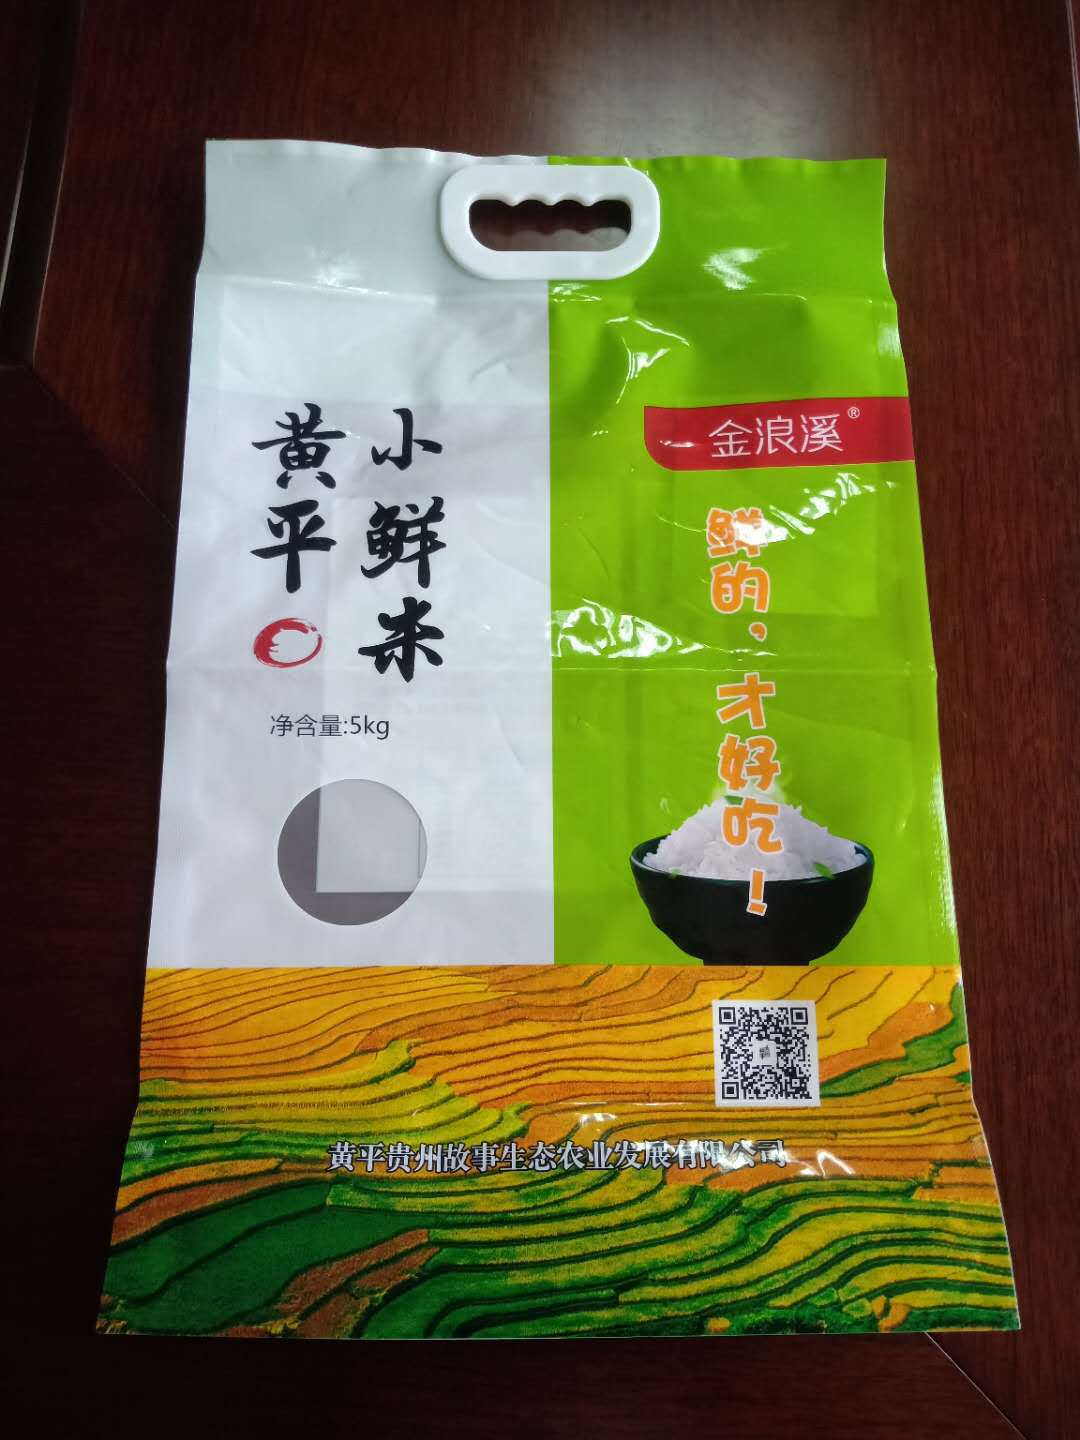 黄平
小鲜米
净含量:5kg
金浪溪®
鲜的，才好吃！
黄平贵州故事生态农业发展有限公司